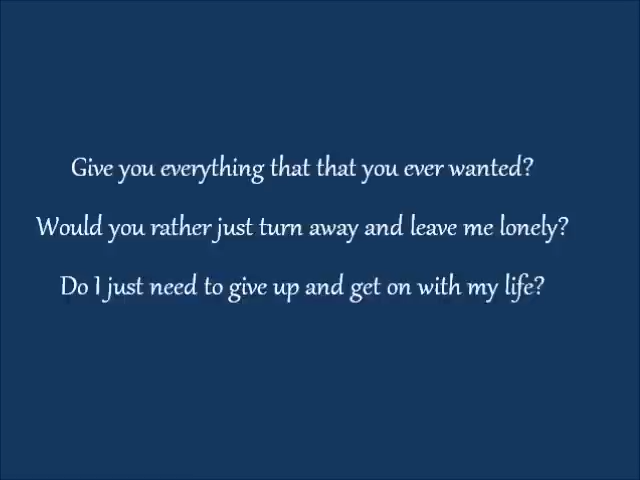 Give you everything that that you ever wanted?
Would you rather just turn away and leave me lonely?
Do I just need to give up and get on with my life?